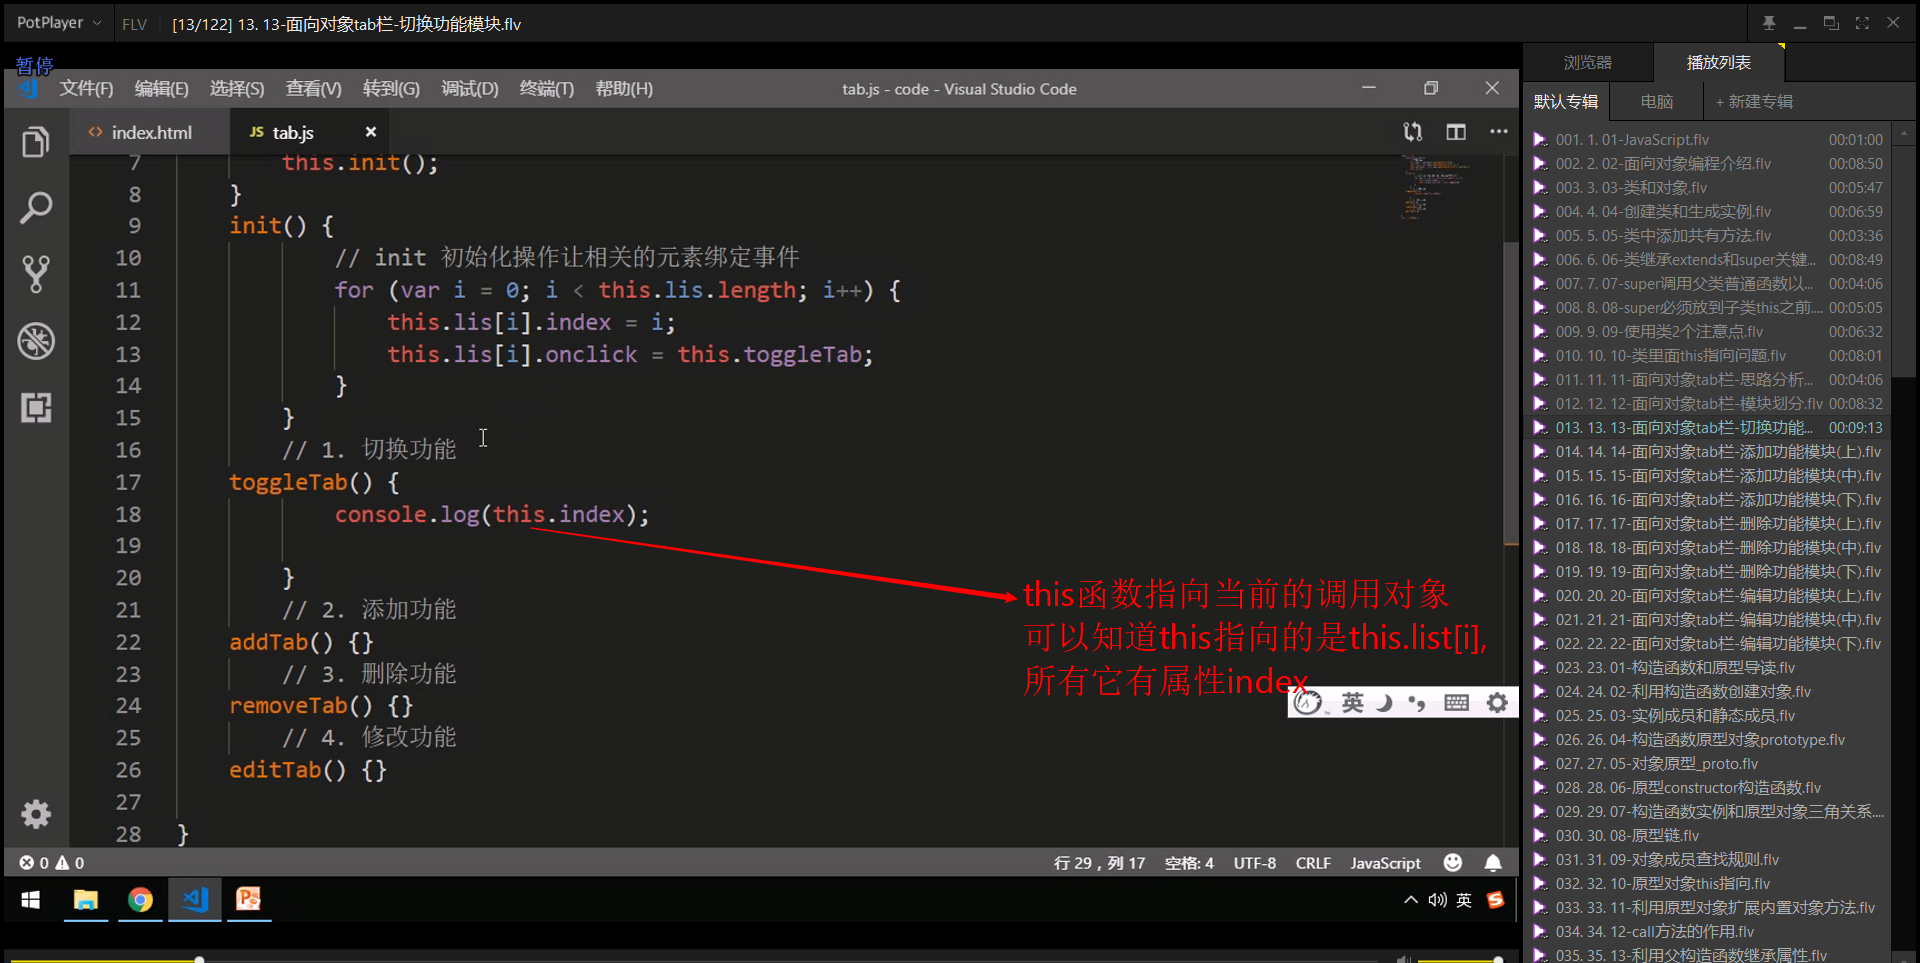 PotPlayer
FLV
[13/122] 13. 13-面向对象tab栏-切换功能模块.flv
暂停
文件(F) 编辑(E) 选择(S) 查看(V) 转到(G) 调试(D) 终端(T) 帮助(H)
tab.js - code - Visual Studio Code
<> index.html
JS tab.js
7 this.init();
8 }
9 init() {
10 // init 初始化操作让相关的元素绑定事件
11 for (var i = 0; i < this.lis.length; i++) {
12 this.lis[i].index = i;
13 this.lis[i].onclick = this.toggleTab;
14 }
15 }
16 // 1. 切换功能
17 toggleTab() {
18 console.log(this.index);
19
20 }
21 // 2. 添加功能
22 addTab() {}
23 // 3. 删除功能
24 removeTab() {}
25 // 4. 修改功能
26 editTab() {}
27
28 }
this函数指向当前的调用对象
可以知道this指向的是this.list[i],
所有它有属性index
英
0 0
行 29，列 17 空格: 4 UTF-8 CRLF JavaScript
英
浏览器 播放列表
默认专辑 电脑 + 新建专辑
001. 1. 01-JavaScript.flv 00:01:00
002. 2. 02-面向对象编程介绍.flv 00:08:50
003. 3. 03-类和对象.flv 00:05:47
004. 4. 04-创建类和生成实例.flv 00:06:59
005. 5. 05-类中添加共有方法.flv 00:03:36
006. 6. 06-类继承extends和super关键... 00:08:49
007. 7. 07-super调用父类普通函数以... 00:04:06
008. 8. 08-super必须放到子类this之前.... 00:05:05
009. 9. 09-使用类2个注意点.flv 00:06:32
010. 10. 10-类里面this指向问题.flv 00:08:01
011. 11. 11-面向对象tab栏-思路分析... 00:04:06
012. 12. 12-面向对象tab栏-模块划分.flv 00:08:32
013. 13. 13-面向对象tab栏-切换功能... 00:09:13
014. 14. 14-面向对象tab栏-添加功能模块(上).flv
015. 15. 15-面向对象tab栏-添加功能模块(中).flv
016. 16. 16-面向对象tab栏-添加功能模块(下).flv
017. 17. 17-面向对象tab栏-删除功能模块(上).flv
018. 18. 18-面向对象tab栏-删除功能模块(中).flv
019. 19. 19-面向对象tab栏-删除功能模块(下).flv
020. 20. 20-面向对象tab栏-编辑功能模块(上).flv
021. 21. 21-面向对象tab栏-编辑功能模块(中).flv
022. 22. 22-面向对象tab栏-编辑功能模块(下).flv
023. 23. 01-构造函数和原型导读.flv
024. 24. 02-利用构造函数创建对象.flv
025. 25. 03-实例成员和静态成员.flv
026. 26. 04-构造函数原型对象prototype.flv
027. 27. 05-对象原型_proto.flv
028. 28. 06-原型constructor构造函数.flv
029. 29. 07-构造函数实例和原型对象三角关系....
030. 30. 08-原型链.flv
031. 31. 09-对象成员查找规则.flv
032. 32. 10-原型对象this指向.flv
033. 33. 11-利用原型对象扩展内置对象方法.flv
034. 34. 12-call方法的作用.flv
035. 35. 13-利用父构造函数继承属性.flv